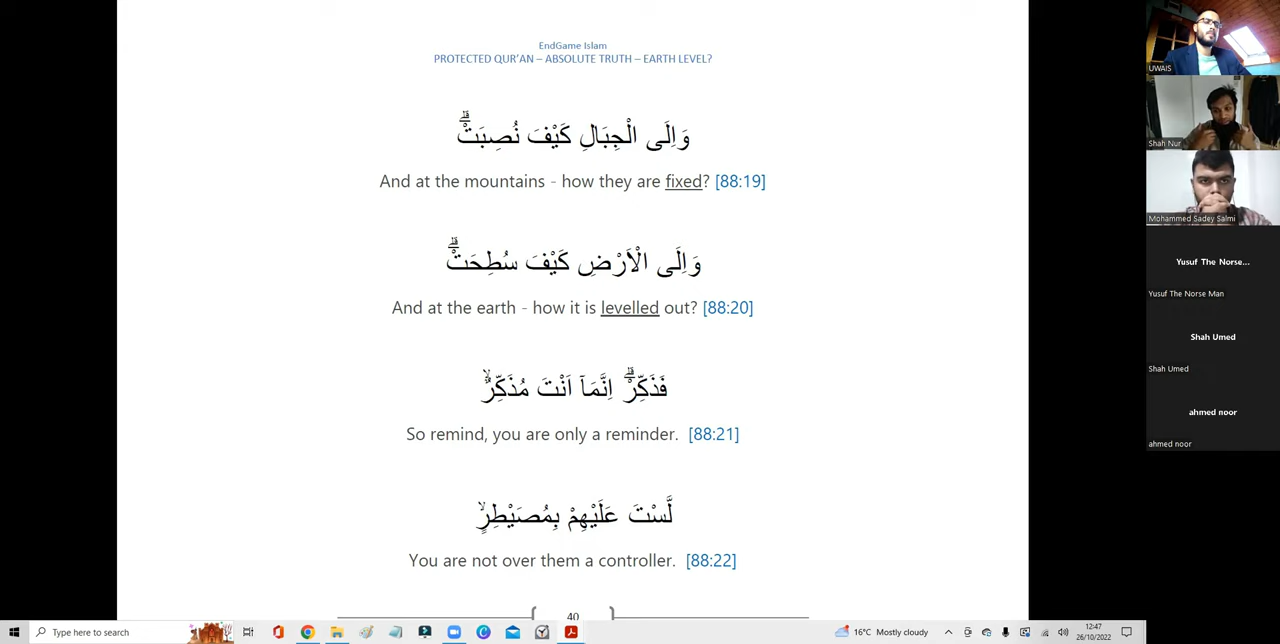 EndGame Islam
PROTECTED QUR'AN – ABSOLUTE TRUTH – EARTH LEVEL?
وَاِلَى الْجِبَالِ كَيْفَ نُصِبَتْ ۥۗ
And at the mountains - how they are fixed? [88:19]
وَاِلَى الْاَرْضِ كَيْفَ سُطِحَتْ ۥۗ
And at the earth - how it is levelled out? [88:20]
فَذَكِّرْ ۥۗ اِنَّمَاۤ اَنْتَ مُذَكِّرٌ ۙ
So remind, you are only a reminder. [88:21]
لَّسْتَ عَلَيْهِمْ بِمُصَيْطِرٍ ۙ
You are not over them a controller. [88:22]
40
UWAIS
Shah Nur
Mohammed Sadey Salmi
Yusuf The Norse...
Yusuf The Norse Man
Shah Umed
Shah Umed
ahmed noor
ahmed noor
Type here to search
16°C Mostly cloudy
12:47
26/10/2022